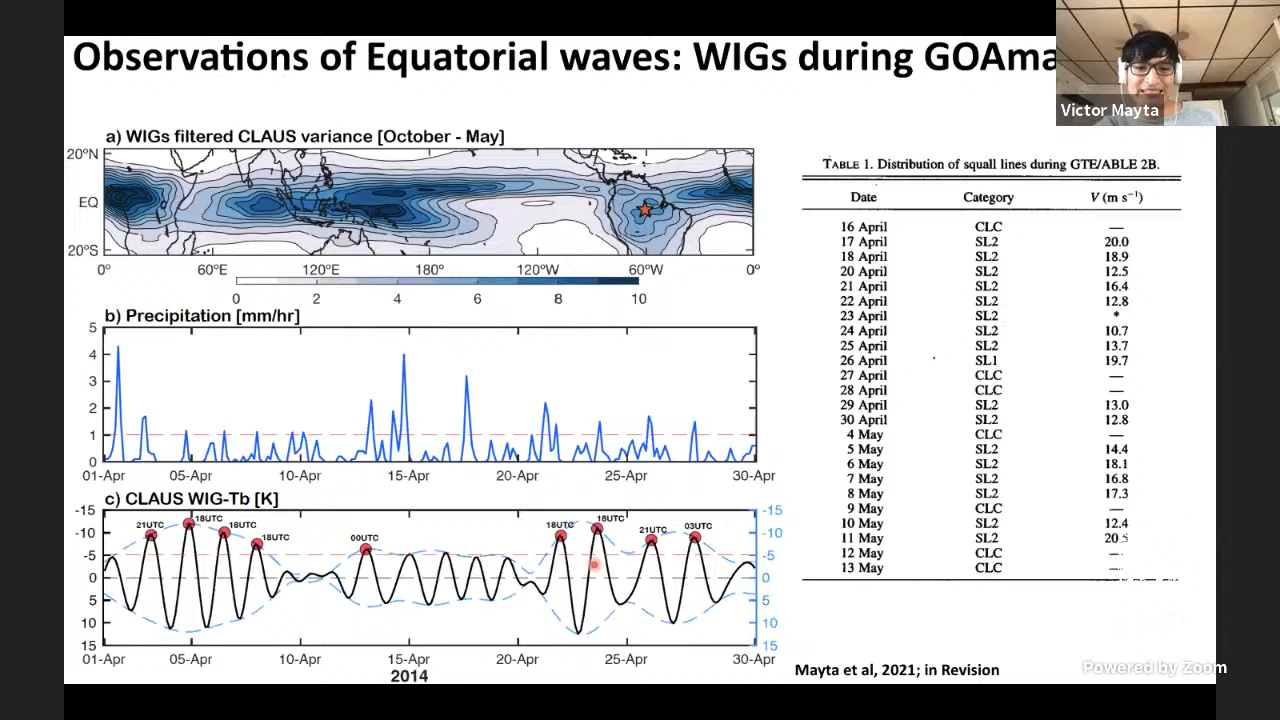 Observations of Equatorial waves: WIGs during GOAma
Victor Mayta
a) WIGs filtered CLAUS variance [October - May]
20°N
EQ
20°S
0° 60°E 120°E 180° 120°W 60°W 0°
0 2 4 6 8 10
b) Precipitation [mm/hr]
5
4
3
2
1
0
01-Apr 05-Apr 10-Apr 15-Apr 20-Apr 25-Apr 30-Apr
c) CLAUS WIG-Tb [K]
-15 -15
-10 -10
-5 -5
0 0
5 5
10 10
15 15
21UTC 18UTC 18UTC 18UTC 00UTC 18UTC 18UTC 21UTC 03UTC
01-Apr 05-Apr 10-Apr 15-Apr 20-Apr 25-Apr 30-Apr
2014
TABLE 1. Distribution of squall lines during GTE/ABLE 2B.
Date Category V (m s⁻¹)
16 April CLC —
17 April SL2 20.0
18 April SL2 18.9
20 April SL2 12.5
21 April SL2 16.4
22 April SL2 12.8
23 April SL2 *
24 April SL2 10.7
25 April SL2 13.7
26 April SL1 19.7
27 April CLC —
28 April CLC —
29 April SL2 13.0
30 April SL2 12.8
4 May CLC —
5 May SL2 14.4
6 May SL2 18.1
7 May SL2 16.8
8 May SL2 17.3
9 May CLC —
10 May SL2 12.4
11 May SL2 20.5
12 May CLC —
13 May CLC —
Mayta et al, 2021; in Revision
Powered by Zoom